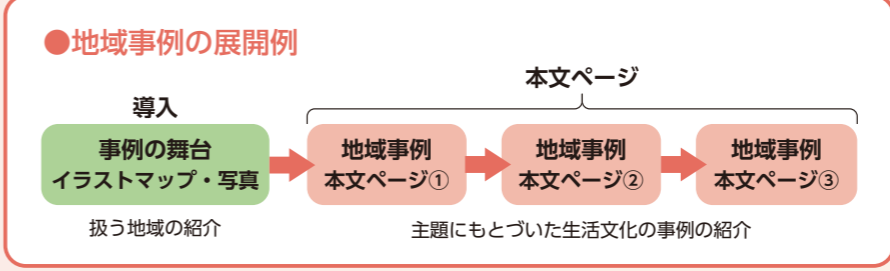 ●地域事例の展開例
本文ページ
導入
事例の舞台
イラストマップ・写真
地域事例
本文ページ①
地域事例
本文ページ②
地域事例
本文ページ③
扱う地域の紹介
主題にもとづいた生活文化の事例の紹介